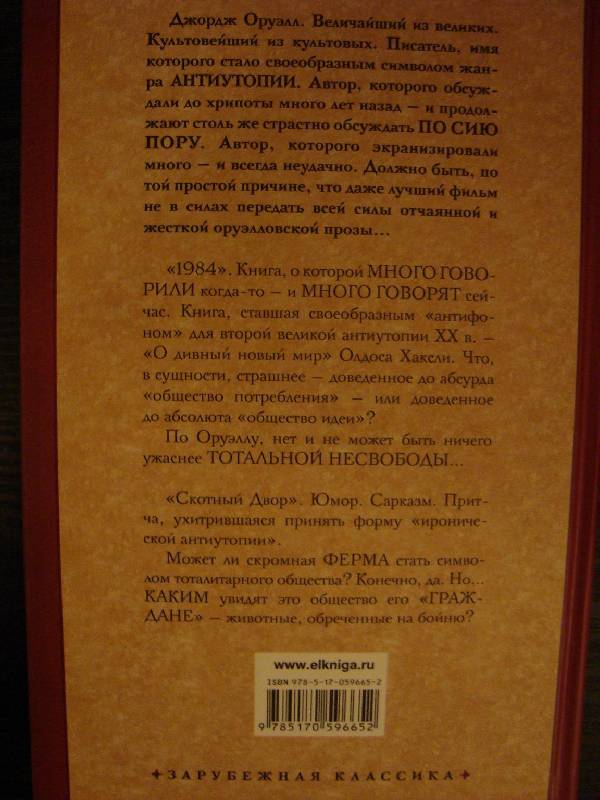 Джордж Оруэлл. Величайший из великих.
Культовейший из культовых. Писатель, имя
которого стало своеобразным символом жан-
ра АНТИУТОПИИ. Автор, которого обсуж-
дали до хрипоты много лет назад – и продол-
жают столь же страстно обсуждать ПО СИЮ
ПОРУ. Автор, которого экранизировали
много – и всегда неудачно. Должно быть, по
той простой причине, что даже лучший фильм
не в силах передать всей силы отчаянной и
жесткой оруэлловской прозы...
«1984». Книга, о которой МНОГО ГОВО-
РИЛИ когда-то – и МНОГО ГОВОРЯТ сей-
час. Книга, ставшая своеобразным «антифо-
ном» для второй великой антиутопии XX в. –
«О дивный новый мир» Олдоса Хаксли. Что,
в сущности, страшнее – доведенное до абсурда
«общество потребления» – или доведенное
до абсолюта «общество идеи»?
По Оруэллу, нет и не может быть ничего
ужаснее ТОТАЛЬНОЙ НЕСВОБОДЫ...
«Скотный Двор». Юмор. Сарказм. Прит-
ча, ухитрившаяся принять форму «ирониче-
ской антиутопии».
Может ли скромная ФЕРМА стать симво-
лом тоталитарного общества? Конечно, да. Но...
КАКИМ увидят это общество его «ГРАЖ-
ДАНЕ» – животные, обреченные на бойню?
www.elkniga.ru
ISBN 978-5-17-059665-2
9 785170 596652
ЗАРУБЕЖНАЯ КЛАССИКА